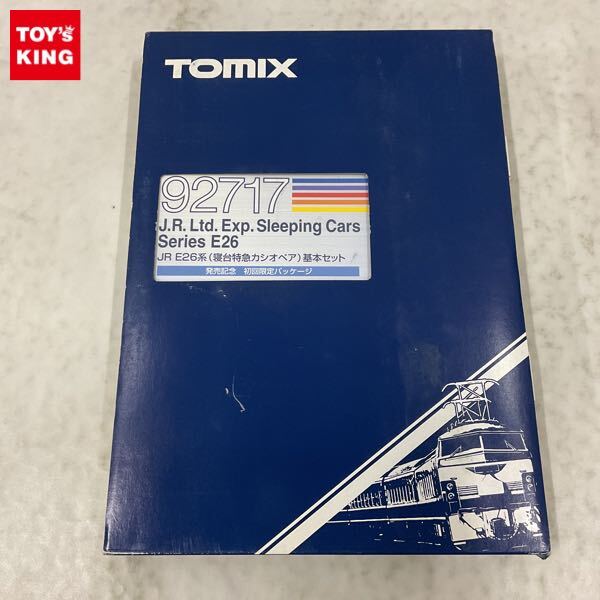 TOY's
KING
TOMIX
92717
J.R. Ltd. Exp. Sleeping Cars
Series E26
JR E26系(寝台特急カシオペア)基本セット
発売記念 初回限定パッケージ